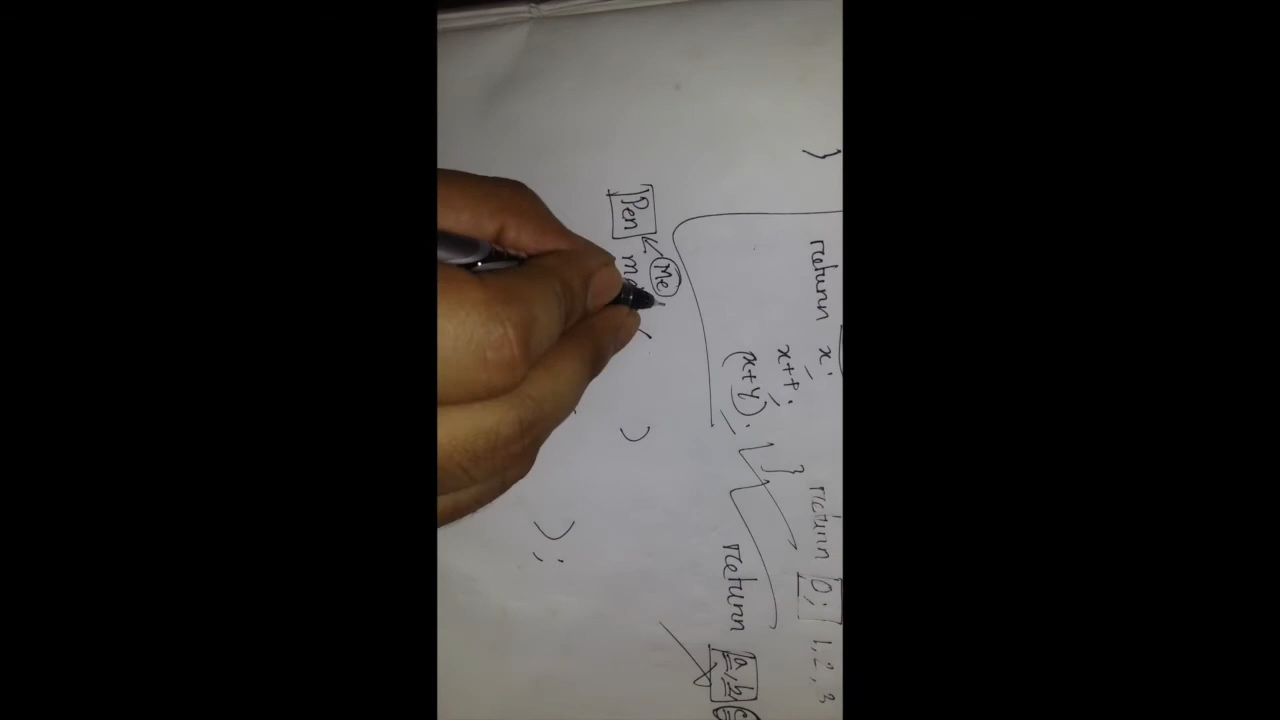 } return x; return 0; 1, 2, 3
x++; }
(x+y); return a, b, c
Me
Pen )
);